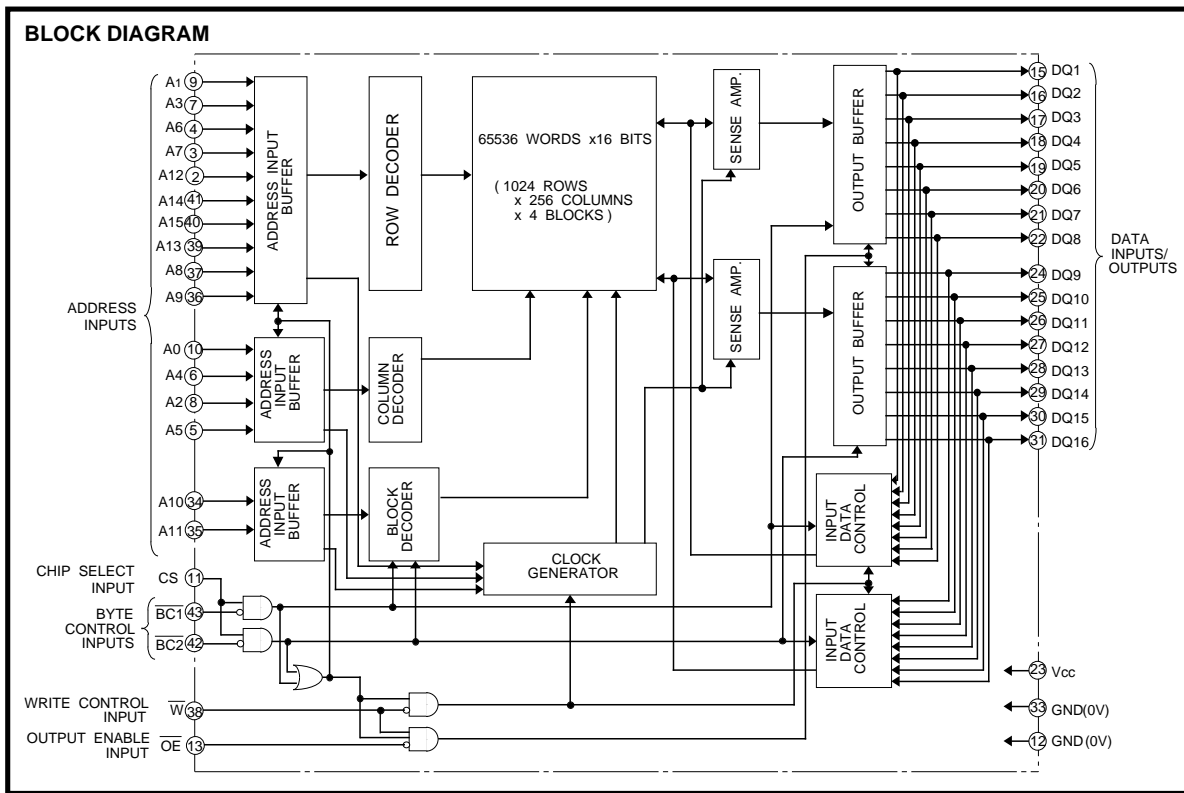 BLOCK DIAGRAM
A1 9
A3 7
A6 4
A7 3
A12 2
A14 41
A15 40
A13 39
A8 37
A9 36
ADDRESS
INPUTS
A0 10
A4 6
A2 8
A5 5
A10 34
A11 35
CHIP SELECT
INPUT
CS 11
BYTE
CONTROL
INPUTS
BC1 43
BC2 42
WRITE CONTROL
INPUT
W 38
OUTPUT ENABLE
INPUT
OE 13
ADDRESS INPUT
BUFFER
ADDRESS
INPUT
BUFFER
ADDRESS
INPUT
BUFFER
ROW DECODER
COLUMN
DECODER
BLOCK
DECODER
65536 WORDS x16 BITS
( 1024 ROWS
x 256 COLUMNS
x 4 BLOCKS )
CLOCK
GENERATOR
SENSE AMP.
SENSE AMP.
OUTPUT BUFFER
OUTPUT BUFFER
INPUT
DATA
CONTROL
INPUT
DATA
CONTROL
15 DQ1
16 DQ2
17 DQ3
18 DQ4
19 DQ5
20 DQ6
21 DQ7
22 DQ8
24 DQ9
25 DQ10
26 DQ11
27 DQ12
28 DQ13
29 DQ14
30 DQ15
31 DQ16
DATA
INPUTS/
OUTPUTS
23 Vcc
33 GND(0V)
12 GND (0V)